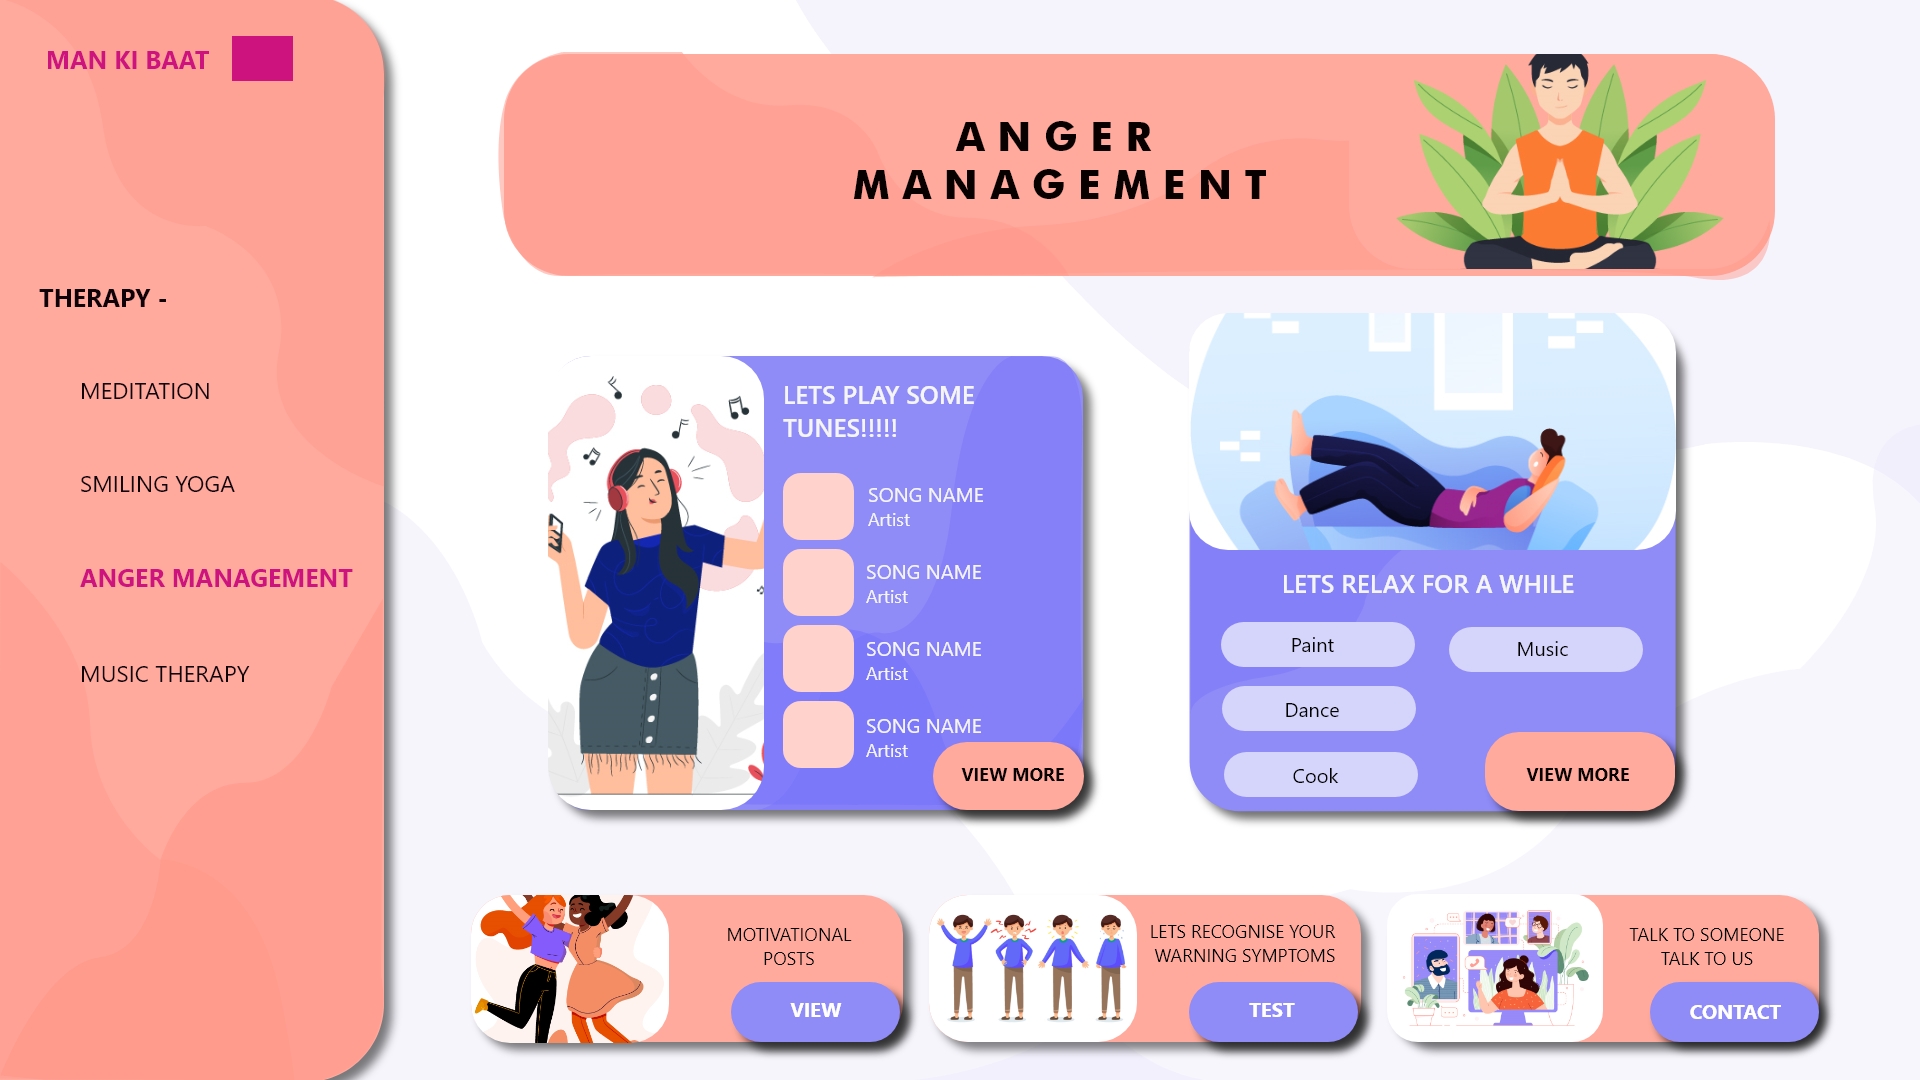 MAN KI BAAT
THERAPY -
MEDITATION
SMILING YOGA
ANGER MANAGEMENT
MUSIC THERAPY
ANGER
MANAGEMENT
LETS PLAY SOME
TUNES!!!!!
SONG NAME
Artist
SONG NAME
Artist
SONG NAME
Artist
SONG NAME
Artist
VIEW MORE
LETS RELAX FOR A WHILE
Paint
Music
Dance
Cook
VIEW MORE
MOTIVATIONAL
POSTS
VIEW
LETS RECOGNISE YOUR
WARNING SYMPTOMS
TEST
TALK TO SOMEONE
TALK TO US
CONTACT